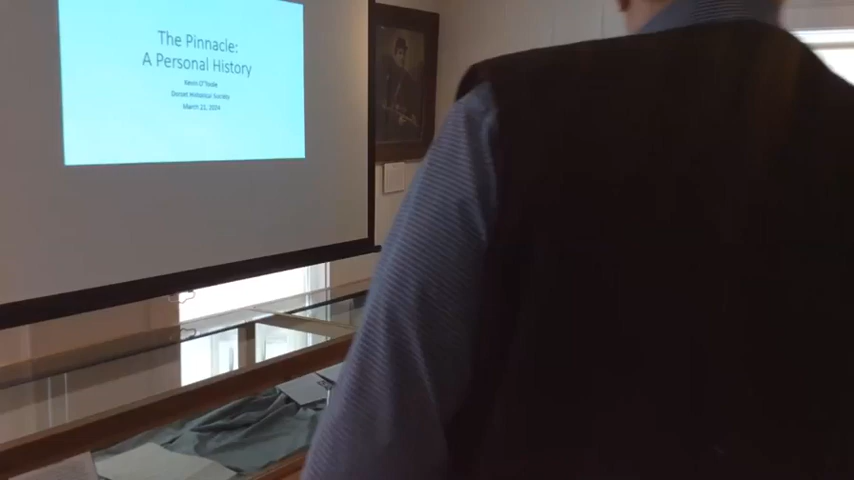 The Pinnacle:
A Personal History
Kevin O'Toole
Dorset Historical Society
March 21, 2024